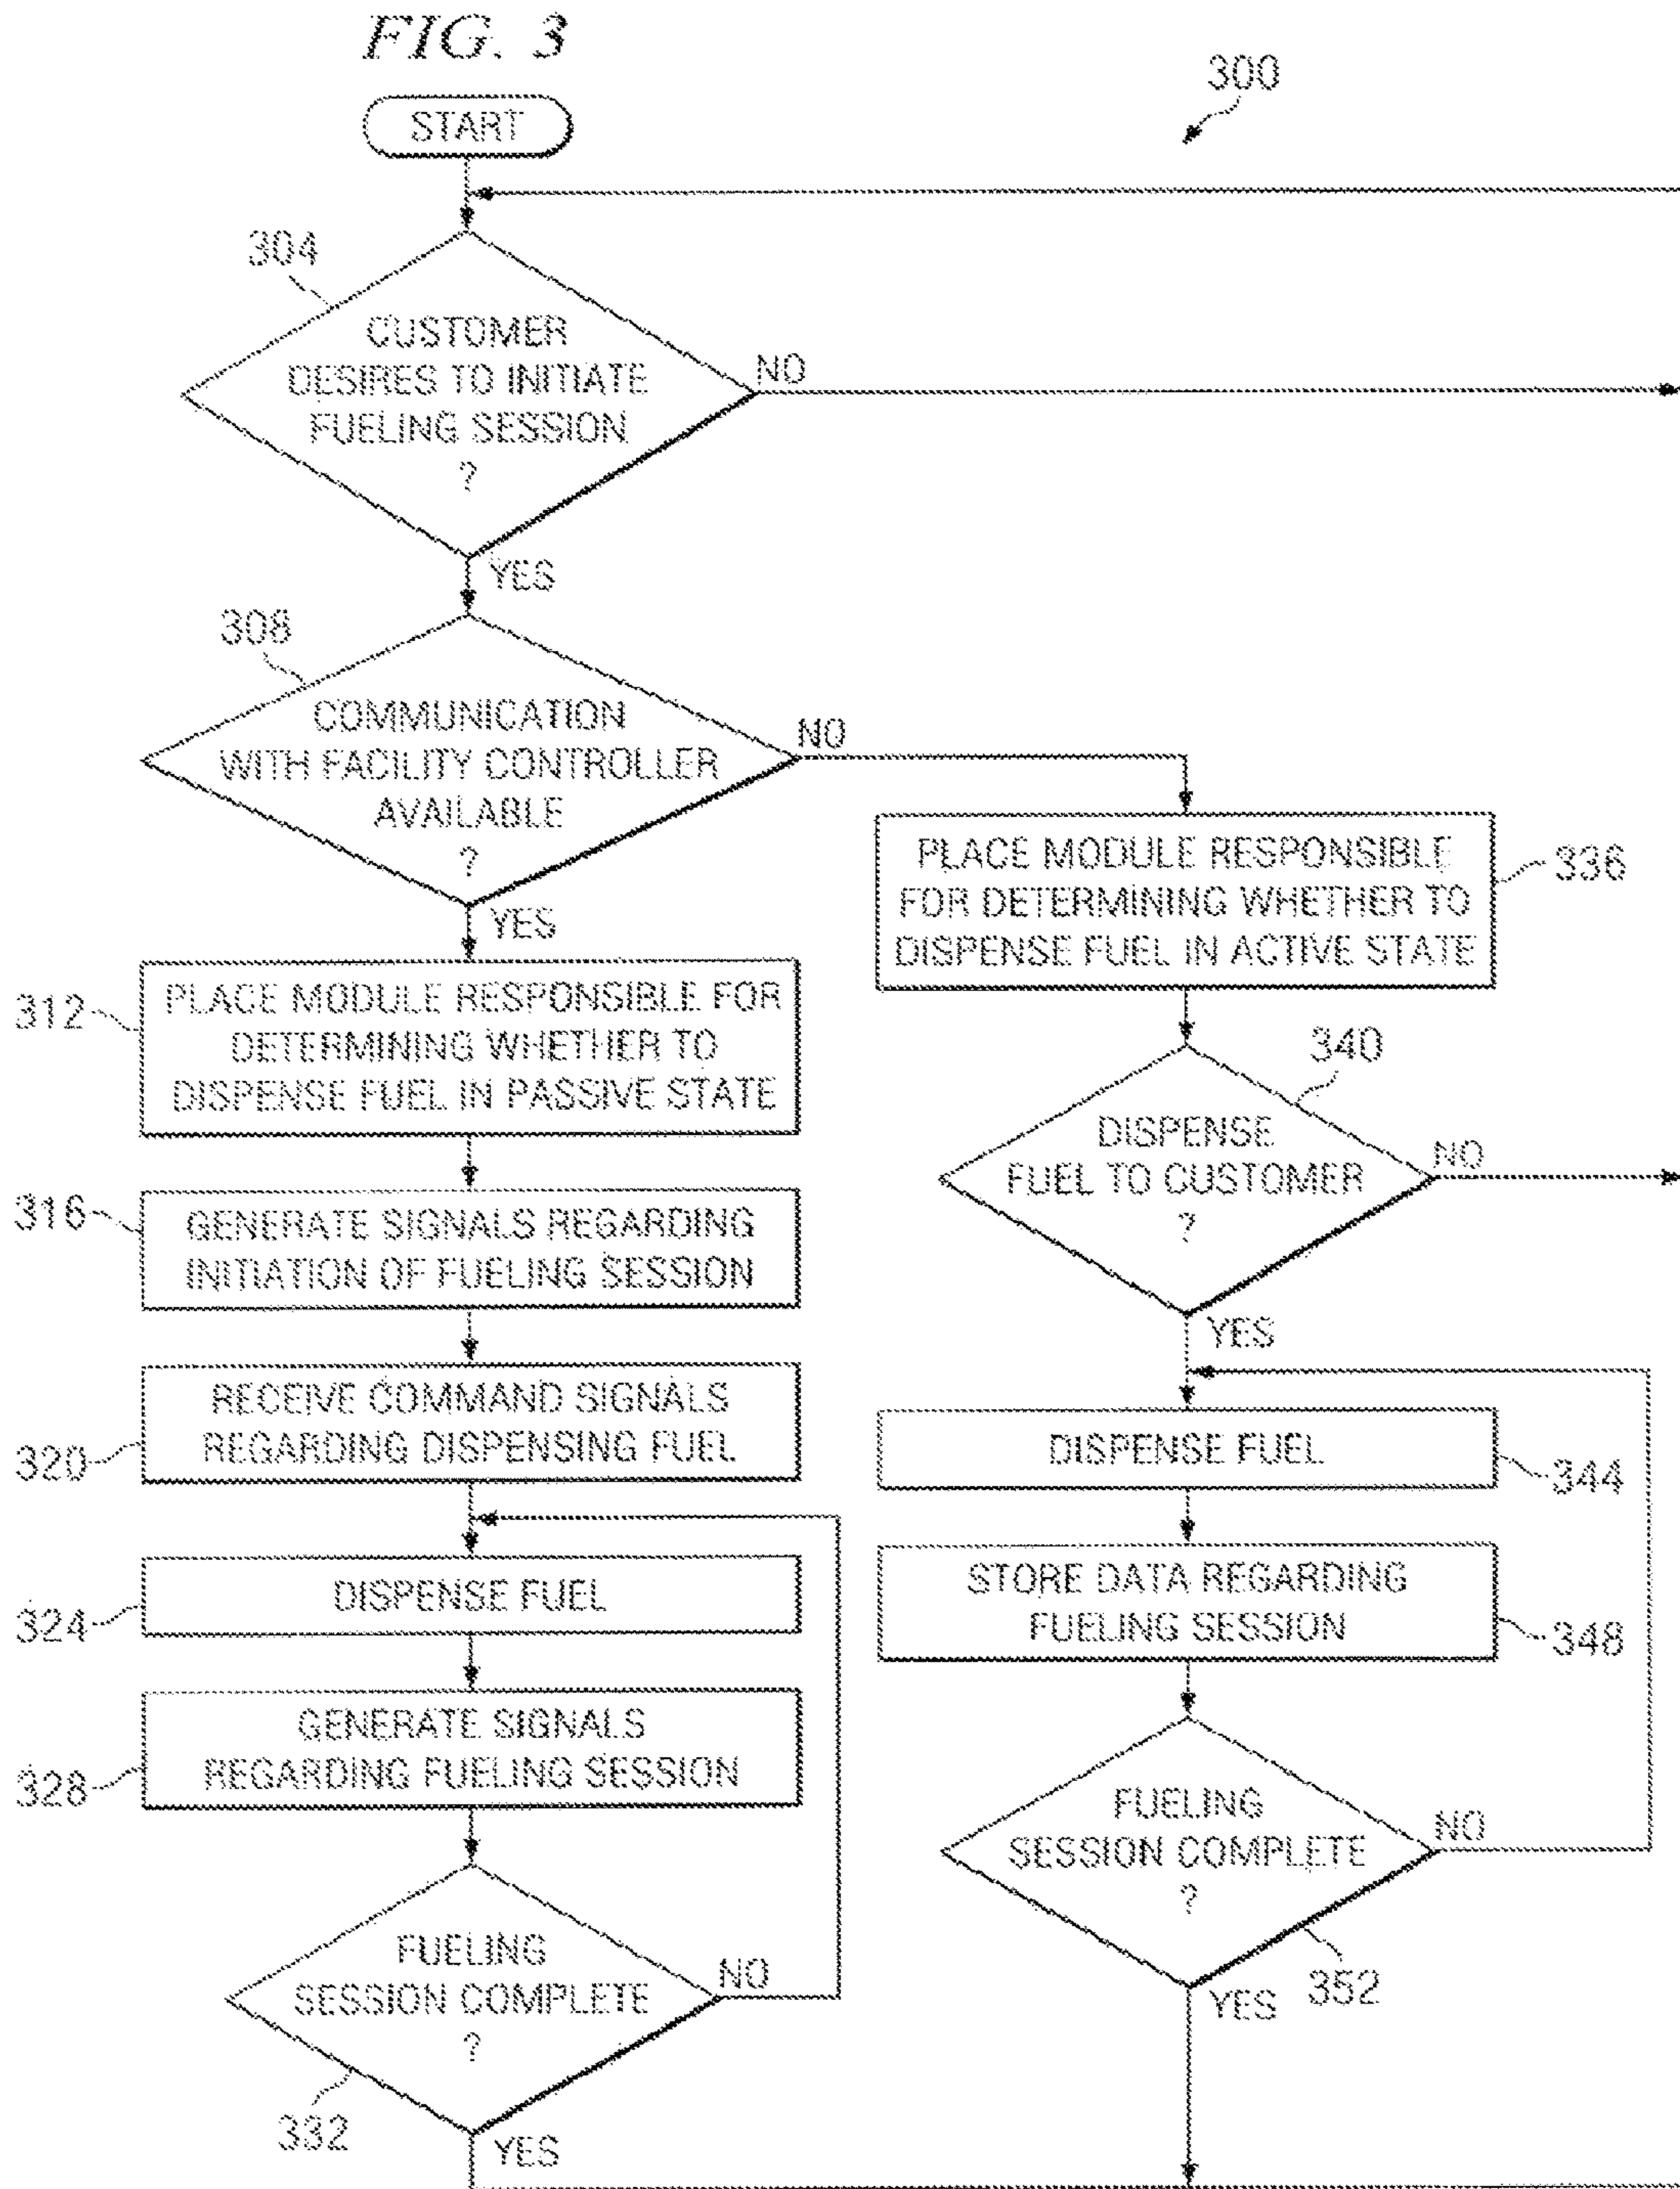 FIG. 3
300
START
304
CUSTOMER
DESIRES TO INITIATE
FUELING SESSION
?
NO
YES
308
COMMUNICATION
WITH FACILITY CONTROLLER
AVAILABLE
?
NO
YES
312
PLACE MODULE RESPONSIBLE FOR
DETERMINING WHETHER TO
DISPENSE FUEL IN PASSIVE STATE
316
GENERATE SIGNALS REGARDING
INITIATION OF FUELING SESSION
320
RECEIVE COMMAND SIGNALS
REGARDING DISPENSING FUEL
324
DISPENSE FUEL
328
GENERATE SIGNALS
REGARDING FUELING SESSION
FUELING
SESSION COMPLETE
?
NO
332
YES
PLACE MODULE RESPONSIBLE
FOR DETERMINING WHETHER TO
DISPENSE FUEL IN ACTIVE STATE
336
340
DISPENSE
FUEL TO CUSTOMER
?
NO
YES
DISPENSE FUEL
344
STORE DATA REGARDING
FUELING SESSION
348
FUELING
SESSION COMPLETE
?
NO
352
YES